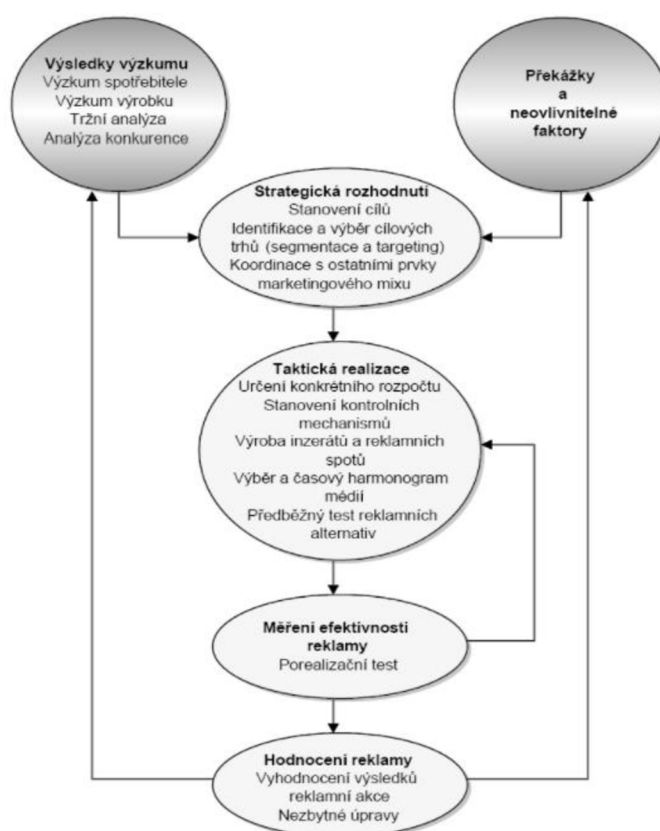 Výsledky výzkumu
Výzkum spotřebitele
Výzkum výrobku
Tržní analýza
Analýza konkurence
Překážky
a
neovlivnitelné
faktory
Strategická rozhodnutí
Stanovení cílů
Identifikace a výběr cílových
trhů (segmentace a targeting)
Koordinace s ostatními prvky
marketingového mixu
Taktická realizace
Určení konkrétního rozpočtu
Stanovení kontrolních
mechanismů
Výroba inzerátů a reklamních
spotů
Výběr a časový harmonogram
médií
Předběžný test reklamních
alternativ
Měření efektivnosti
reklamy
Porealizační test
Hodnocení reklamy
Vyhodnocení výsledků
reklamní akce
Nezbytné úpravy